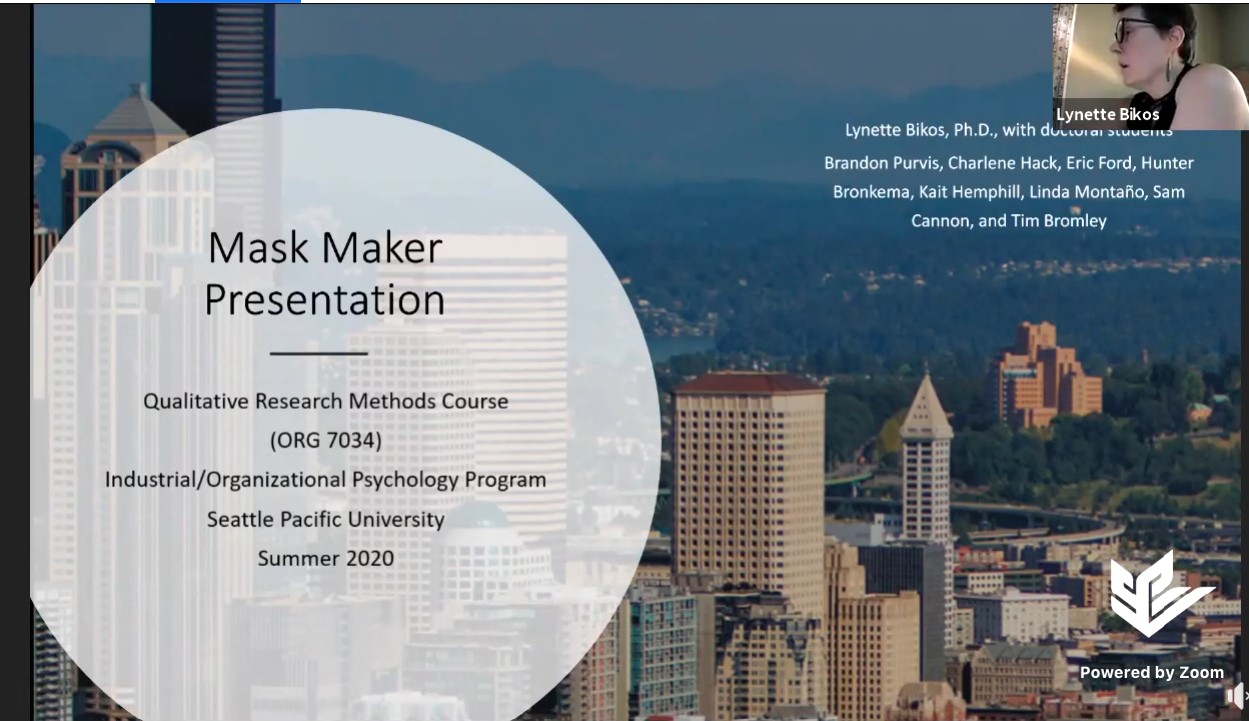 Mask Maker
Presentation
Qualitative Research Methods Course
(ORG 7034)
Industrial/Organizational Psychology Program
Seattle Pacific University
Summer 2020
Lynette Bikos
Lynette Bikos, Ph.D., with doctoral students
Brandon Purvis, Charlene Hack, Eric Ford, Hunter
Bronkema, Kait Hemphill, Linda Montaño, Sam
Cannon, and Tim Bromley
Powered by Zoom